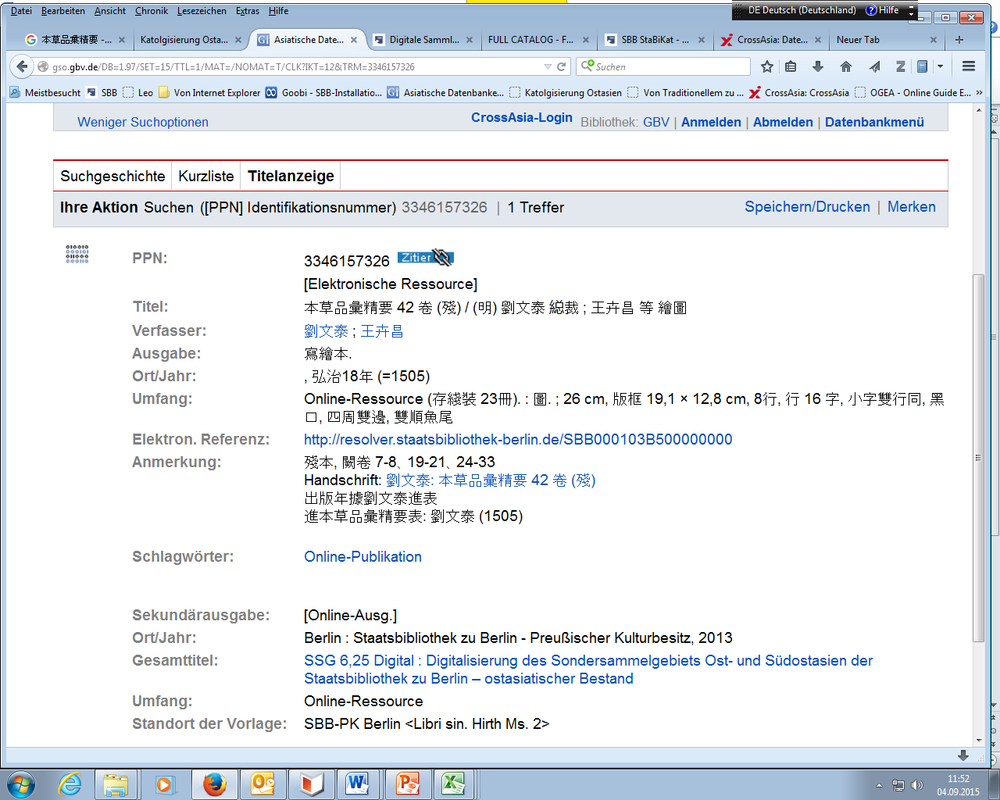 Datei Bearbeiten Ansicht Chronik Lesezeichen Extras Hilfe
DE Deutsch (Deutschland) Hilfe
本草品彙精要 -... Katolgisierung Osta... Asiatische Date... Digitale Samml... FULL CATALOG - F... SBB StaBiKat - ... CrossAsia: Date... Neuer Tab
gso.gbv.de/DB=1.97/SET=15/TTL=1/MAT=/NOMAT=T/CLK?IKT=12&TRM=3346157326 Suchen
Meistbesucht SBB Leo Von Internet Explorer Goobi - SBB-Installatio... Asiatische Datenbanke... Katolgisierung Ostasien Von Traditionellem zu ... CrossAsia: CrossAsia OGEA - Online Guide E...
Weniger Suchoptionen CrossAsia-Login Bibliothek: GBV | Anmelden | Abmelden | Datenbankmenü
Suchgeschichte Kurzliste Titelanzeige
Ihre Aktion Suchen ([PPN] Identifikationsnummer) 3346157326 | 1 Treffer Speichern/Drucken | Merken
PPN: 3346157326 Zitier
[Elektronische Ressource]
Titel: 本草品彙精要 42 卷 (殘) / (明) 劉文泰 縂裁 ; 王卉昌 等 繪圖
Verfasser: 劉文泰 ; 王卉昌
Ausgabe: 寫繪本.
Ort/Jahr: , 弘治18年 (=1505)
Umfang: Online-Ressource (存綫裝 23冊). : 圖. ; 26 cm, 版框 19,1 × 12,8 cm, 8行, 行 16 字, 小字雙行同, 黑
口, 四周雙邊, 雙順魚尾
Elektron. Referenz: http://resolver.staatsbibliothek-berlin.de/SBB000103B500000000
Anmerkung: 殘本, 闕卷 7-8、19-21、24-33
Handschrift: 劉文泰: 本草品彙精要 42 卷 (殘)
出版年據劉文泰進表
進本草品彙精要表: 劉文泰 (1505)
Schlagwörter: Online-Publikation
Sekundärausgabe: [Online-Ausg.]
Ort/Jahr: Berlin : Staatsbibliothek zu Berlin - Preußischer Kulturbesitz, 2013
Gesamttitel: SSG 6,25 Digital : Digitalisierung des Sondersammelgebiets Ost- und Südostasien der
Staatsbibliothek zu Berlin – ostasiatischer Bestand
Umfang: Online-Ressource
Standort der Vorlage: SBB-PK Berlin <Libri sin. Hirth Ms. 2>
11:52
04.09.2015